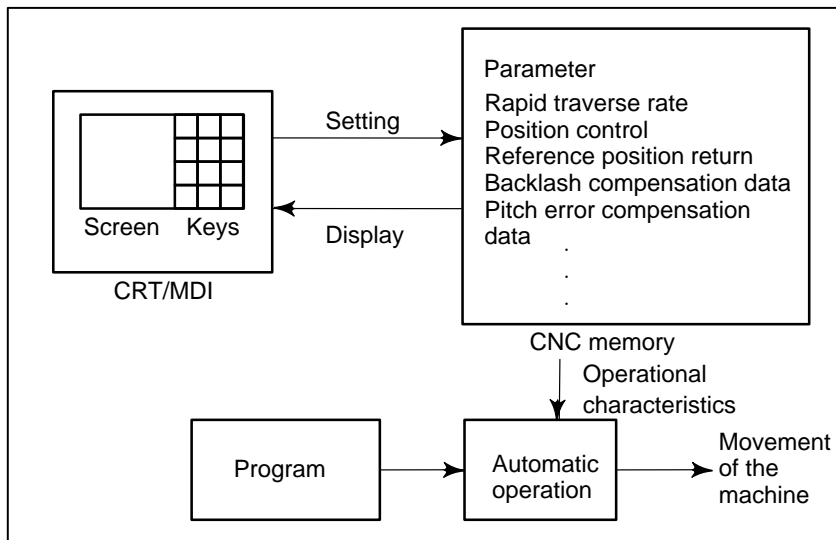 Parameter
Rapid traverse rate
Position control
Reference position return
Backlash compensation data
Pitch error compensation
data
.
.
.
Setting
Display
Screen Keys
CRT/MDI
CNC memory
Operational
characteristics
Program
Automatic
operation
Movement
of the
machine